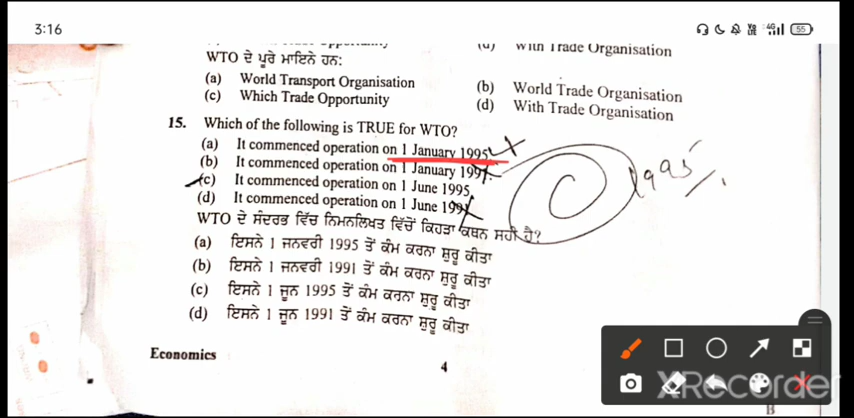 3:16
4G
55
With Trade Organisation
WTO ਦੇ ਪੂਰੇ ਮਾਇਨੇ ਹਨ:
(a) World Transport Organisation (b) World Trade Organisation
(c) Which Trade Opportunity (d) With Trade Organisation
15. Which of the following is TRUE for WTO?
(a) It commenced operation on 1 January 1995
(b) It commenced operation on 1 January 1991.
(c) It commenced operation on 1 June 1995
(d) It commenced operation on 1 June 1991
C 1995
WTO ਦੇ ਸੰਦਰਭ ਵਿੱਚ ਨਿਮਨਲਿਖਤ ਵਿੱਚੋਂ ਕਿਹੜਾ ਕਥਨ ਸਹੀ ਹੈ?
(a) ਇਸਨੇ 1 ਜਨਵਰੀ 1995 ਤੋਂ ਕੰਮ ਕਰਨਾ ਸ਼ੁਰੂ ਕੀਤਾ
(b) ਇਸਨੇ 1 ਜਨਵਰੀ 1991 ਤੋਂ ਕੰਮ ਕਰਨਾ ਸ਼ੁਰੂ ਕੀਤਾ
(c) ਇਸਨੇ 1 ਜੂਨ 1995 ਤੋਂ ਕੰਮ ਕਰਨਾ ਸ਼ੁਰੂ ਕੀਤਾ
(d) ਇਸਨੇ 1 ਜੂਨ 1991 ਤੋਂ ਕੰਮ ਕਰਨਾ ਸ਼ੁਰੂ ਕੀਤਾ
Economics
4
XRecorder
B